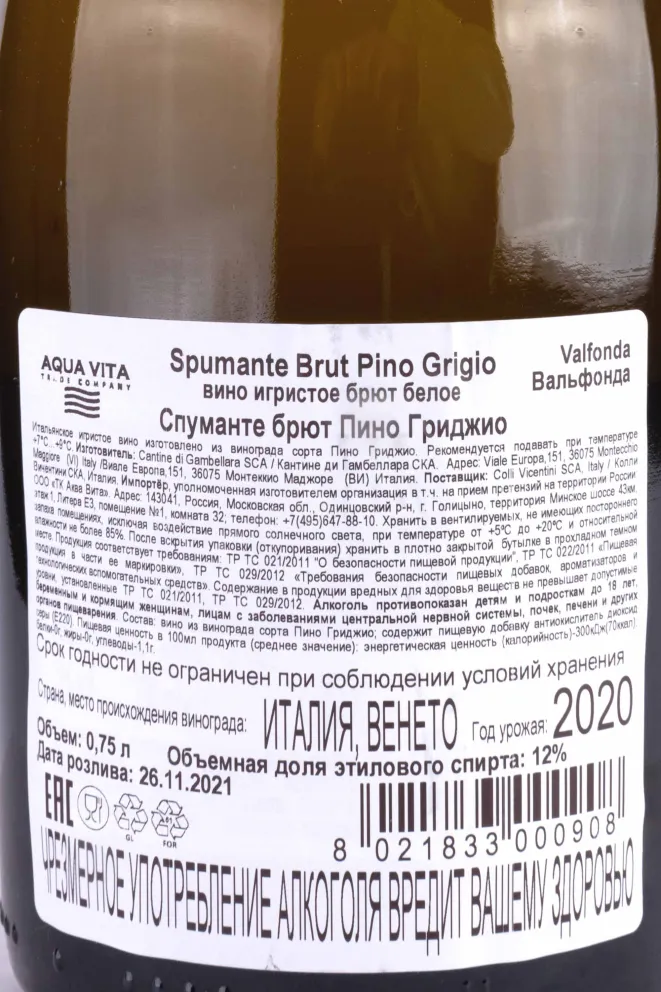 AQUA VITA
TRADE COMPANY
Spumante Brut Pino Grigio
вино игристое брют белое
Спуманте брют Пино Гриджио
Valfonda
Вальфонда
Итальянское игристое вино изготовлено из винограда сорта Пино Гриджио. Рекомендуется подавать при температуре
+7°С...+9°С. Изготовитель: Cantine di Gambellara SCA / Кантине ди Гамбеллара СКА. Адрес: Viale Europa,151, 36075 Montecchio
Maggiore (VI) Italy /Виале Европа,151, 36075 Монтеккио Маджоре (ВИ) Италия. Поставщик: Colli Vicentini SCA, Italy / Колли
Вичентини СКА, Италия. Импортёр, уполномоченная изготовителем организация в т.ч. на прием претензий на территории России:
ООО «ТК Аква Вита». Адрес: 143041, Россия, Московская обл., Одинцовский р-н, г. Голицыно, территория Минское шоссе 43км,
этаж 1, Литера Е3, помещение №1, комната 32; телефон: +7(495)647-88-10. Хранить в вентилируемых, не имеющих постороннего
запаха помещениях, исключая воздействие прямого солнечного света, при температуре от +5°С до +20°С и относительной
влажности не более 85%. После вскрытия упаковки (откупоривания) хранить в плотно закрытой бутылке в прохладном темном
месте. Продукция соответствует требованиям: ТР ТС 021/2011 "О безопасности пищевой продукции", ТР ТС 022/2011 «Пищевая
продукция в части ее маркировки», ТР ТС 029/2012 «Требования безопасности пищевых добавок, ароматизаторов и
технологических вспомогательных средств» Содержание в продукции вредных для здоровья веществ не превышает допустимые
уровни, установленные ТР ТС 021/2011, ТР ТС 029/2012. Алкоголь противопоказан детям и подросткам до 18 лет,
беременным и кормящим женщинам, лицам с заболеваниями центральной нервной системы, почек, печени и других
органов пищеварения. Состав: вино из винограда сорта Пино Гриджио; содержит пищевую добавку антиокислитель диоксид
серы (Е220). Пищевая ценность в 100мл продукта (среднее значение): энергетическая ценность (калорийность)-300кДж(70ккал),
белки-0г, жиры-0г, углеводы-1,1г.
Срок годности не ограничен при соблюдении условий хранения
Страна, место происхождения винограда: ИТАЛИЯ, ВЕНЕТО Год урожая: 2020
Объем: 0,75 л Объемная доля этилового спирта: 12%
Дата розлива: 26.11.2021
ЕАС
GL
FOR
8 021833 000908
ЧРЕЗМЕРНОЕ УПОТРЕБЛЕНИЕ АЛКОГОЛЯ ВРЕДИТ ВАШЕМУ ЗДОРОВЬЮ